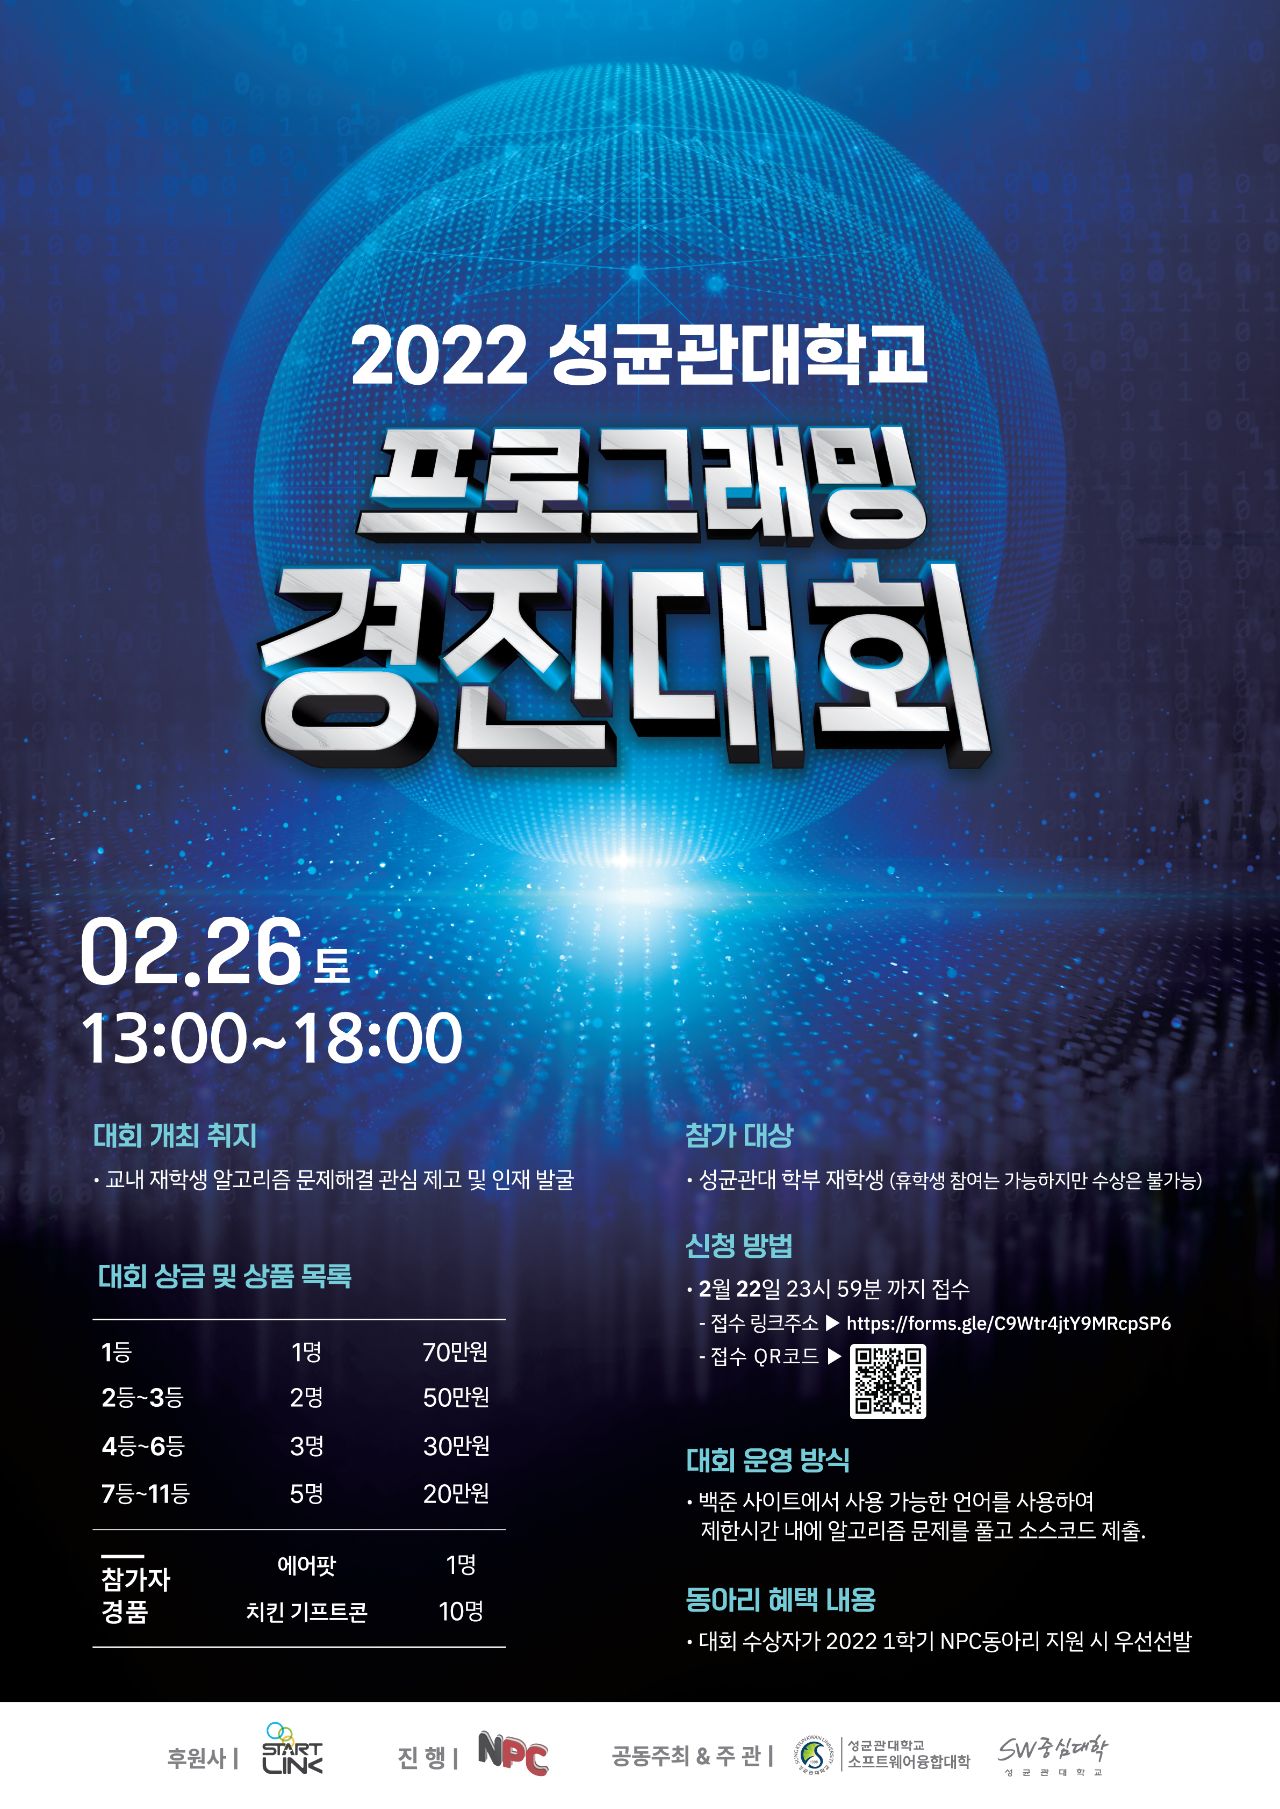 2022 성균관대학교
프로그래밍
경진대회
02.26 토
13:00~18:00
대회 개최 취지
· 교내 재학생 알고리즘 문제해결 관심 제고 및 인재 발굴
대회 상금 및 상품 목록
1등 1명 70만원
2등~3등 2명 50만원
4등~6등 3명 30만원
7등~11등 5명 20만원
참가자
경품
에어팟 1명
치킨 기프트콘 10명
참가 대상
· 성균관대 학부 재학생 (휴학생 참여는 가능하지만 수상은 불가능)
신청 방법
· 2월 22일 23시 59분 까지 접수
- 접수 링크주소 ▶ https://forms.gle/C9Wtr4jtY9MRcpSP6
- 접수 QR코드 ▶
대회 운영 방식
· 백준 사이트에서 사용 가능한 언어를 사용하여
제한시간 내에 알고리즘 문제를 풀고 소스코드 제출.
동아리 혜택 내용
· 대회 수상자가 2022 1학기 NPC동아리 지원 시 우선선발
후원사 |
START
LINK
진 행 |
NPC
공동주최 & 주 관 |
성균관대학교
소프트웨어융합대학
SW중심대학
성균관대학교